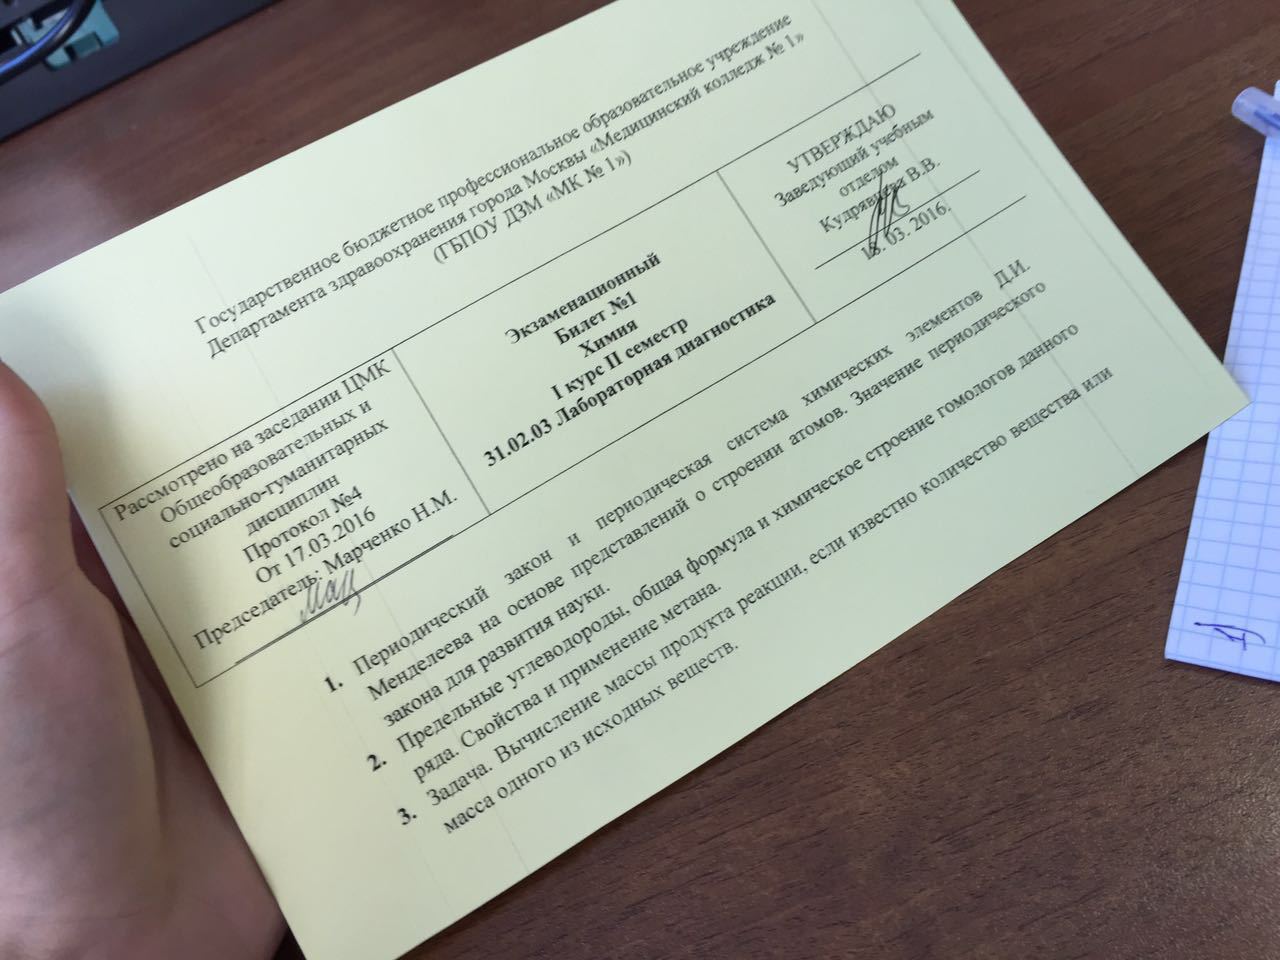 Государственное бюджетное профессиональное образовательное учреждение
Департамента здравоохранения города Москвы «Медицинский колледж № 1»
(ГБПОУ ДЗМ «МК № 1»)
Рассмотрено на заседании ЦМК
Общеобразовательных и
социально-гуманитарных
дисциплин
Протокол №4
От 17.03.2016
Председатель: Марченко Н.М.
Экзаменационный
Билет №1
Химия
I курс II семестр
31.02.03 Лабораторная диагностика
УТВЕРЖДАЮ
Заведующий учебным
отделом
В.В.
03. 2016.
1. Периодический закон и периодическая система химических элементов Д.И.
Менделеева на основе представлений о строении атомов. Значение периодического
закона для развития науки.
2. Предельные углеводороды, общая формула и химическое строение гомологов данного
ряда. Свойства и применение метана.
3. Задача. Вычисление массы продукта реакции, если известно количество вещества или
масса одного из исходных веществ.